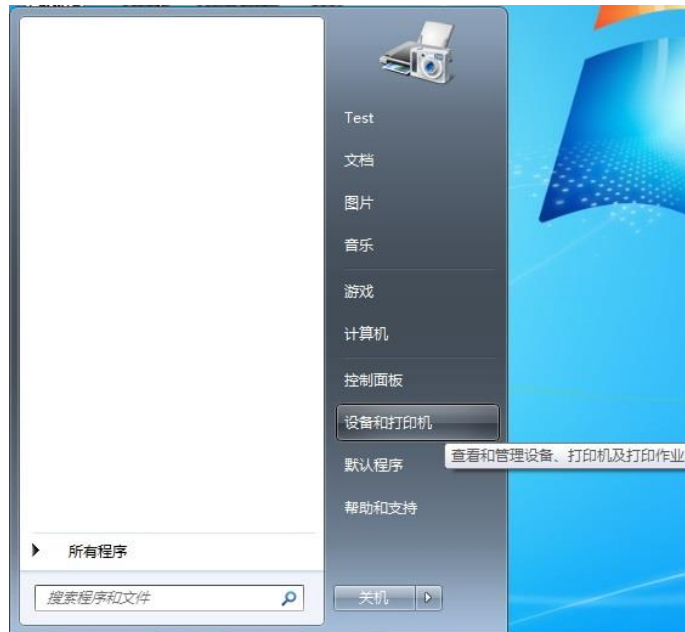 Test
文档
图片
音乐
游戏
计算机
控制面板
设备和打印机
查看和管理设备、打印机及打印作业
默认程序
帮助和支持
所有程序
搜索程序和文件
关机